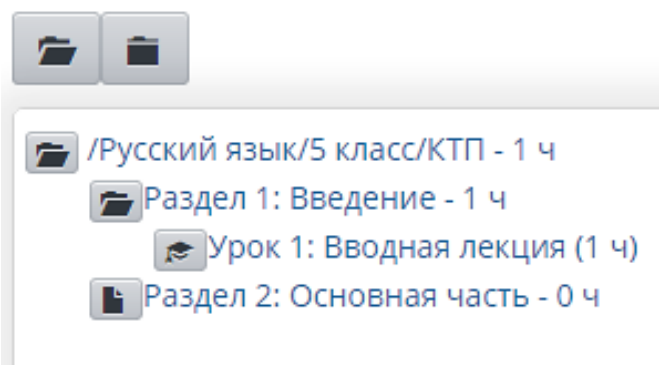 /Русский язык/5 класс/КТП - 1 ч
Раздел 1: Введение - 1 ч
Урок 1: Вводная лекция (1 ч)
Раздел 2: Основная часть - 0 ч